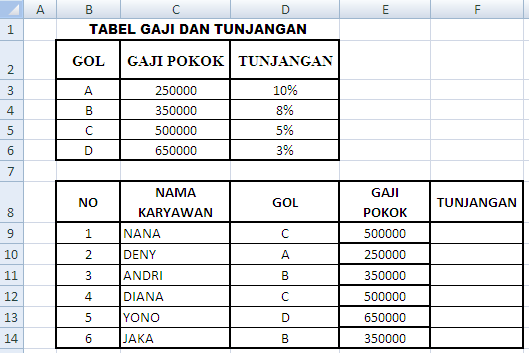 A B C D E F
1 TABEL GAJI DAN TUNJANGAN
2 GOL GAJI POKOK TUNJANGAN
3 A 250000 10%
4 B 350000 8%
5 C 500000 5%
6 D 650000 3%
7
8 NO NAMA KARYAWAN GOL GAJI POKOK TUNJANGAN
9 1 NANA C 500000
10 2 DENY A 250000
11 3 ANDRI B 350000
12 4 DIANA C 500000
13 5 YONO D 650000
14 6 JAKA B 350000